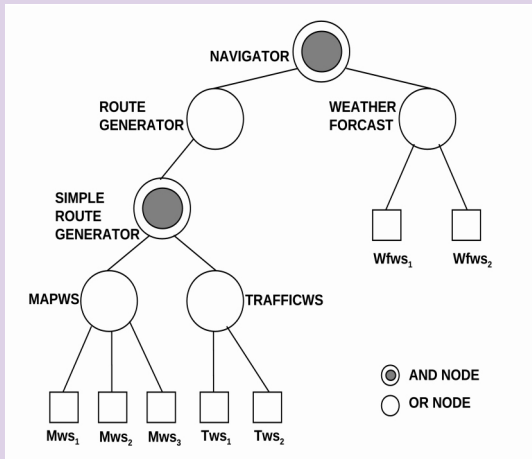 NAVIGATOR
ROUTE
GENERATOR
WEATHER
FORCAST
SIMPLE
ROUTE
GENERATOR
Wfws₁ Wfws₂
MAPWS
TRAFFICWS
AND NODE
OR NODE
Mws₁ Mws₂ Mws₃ Tws₁ Tws₂